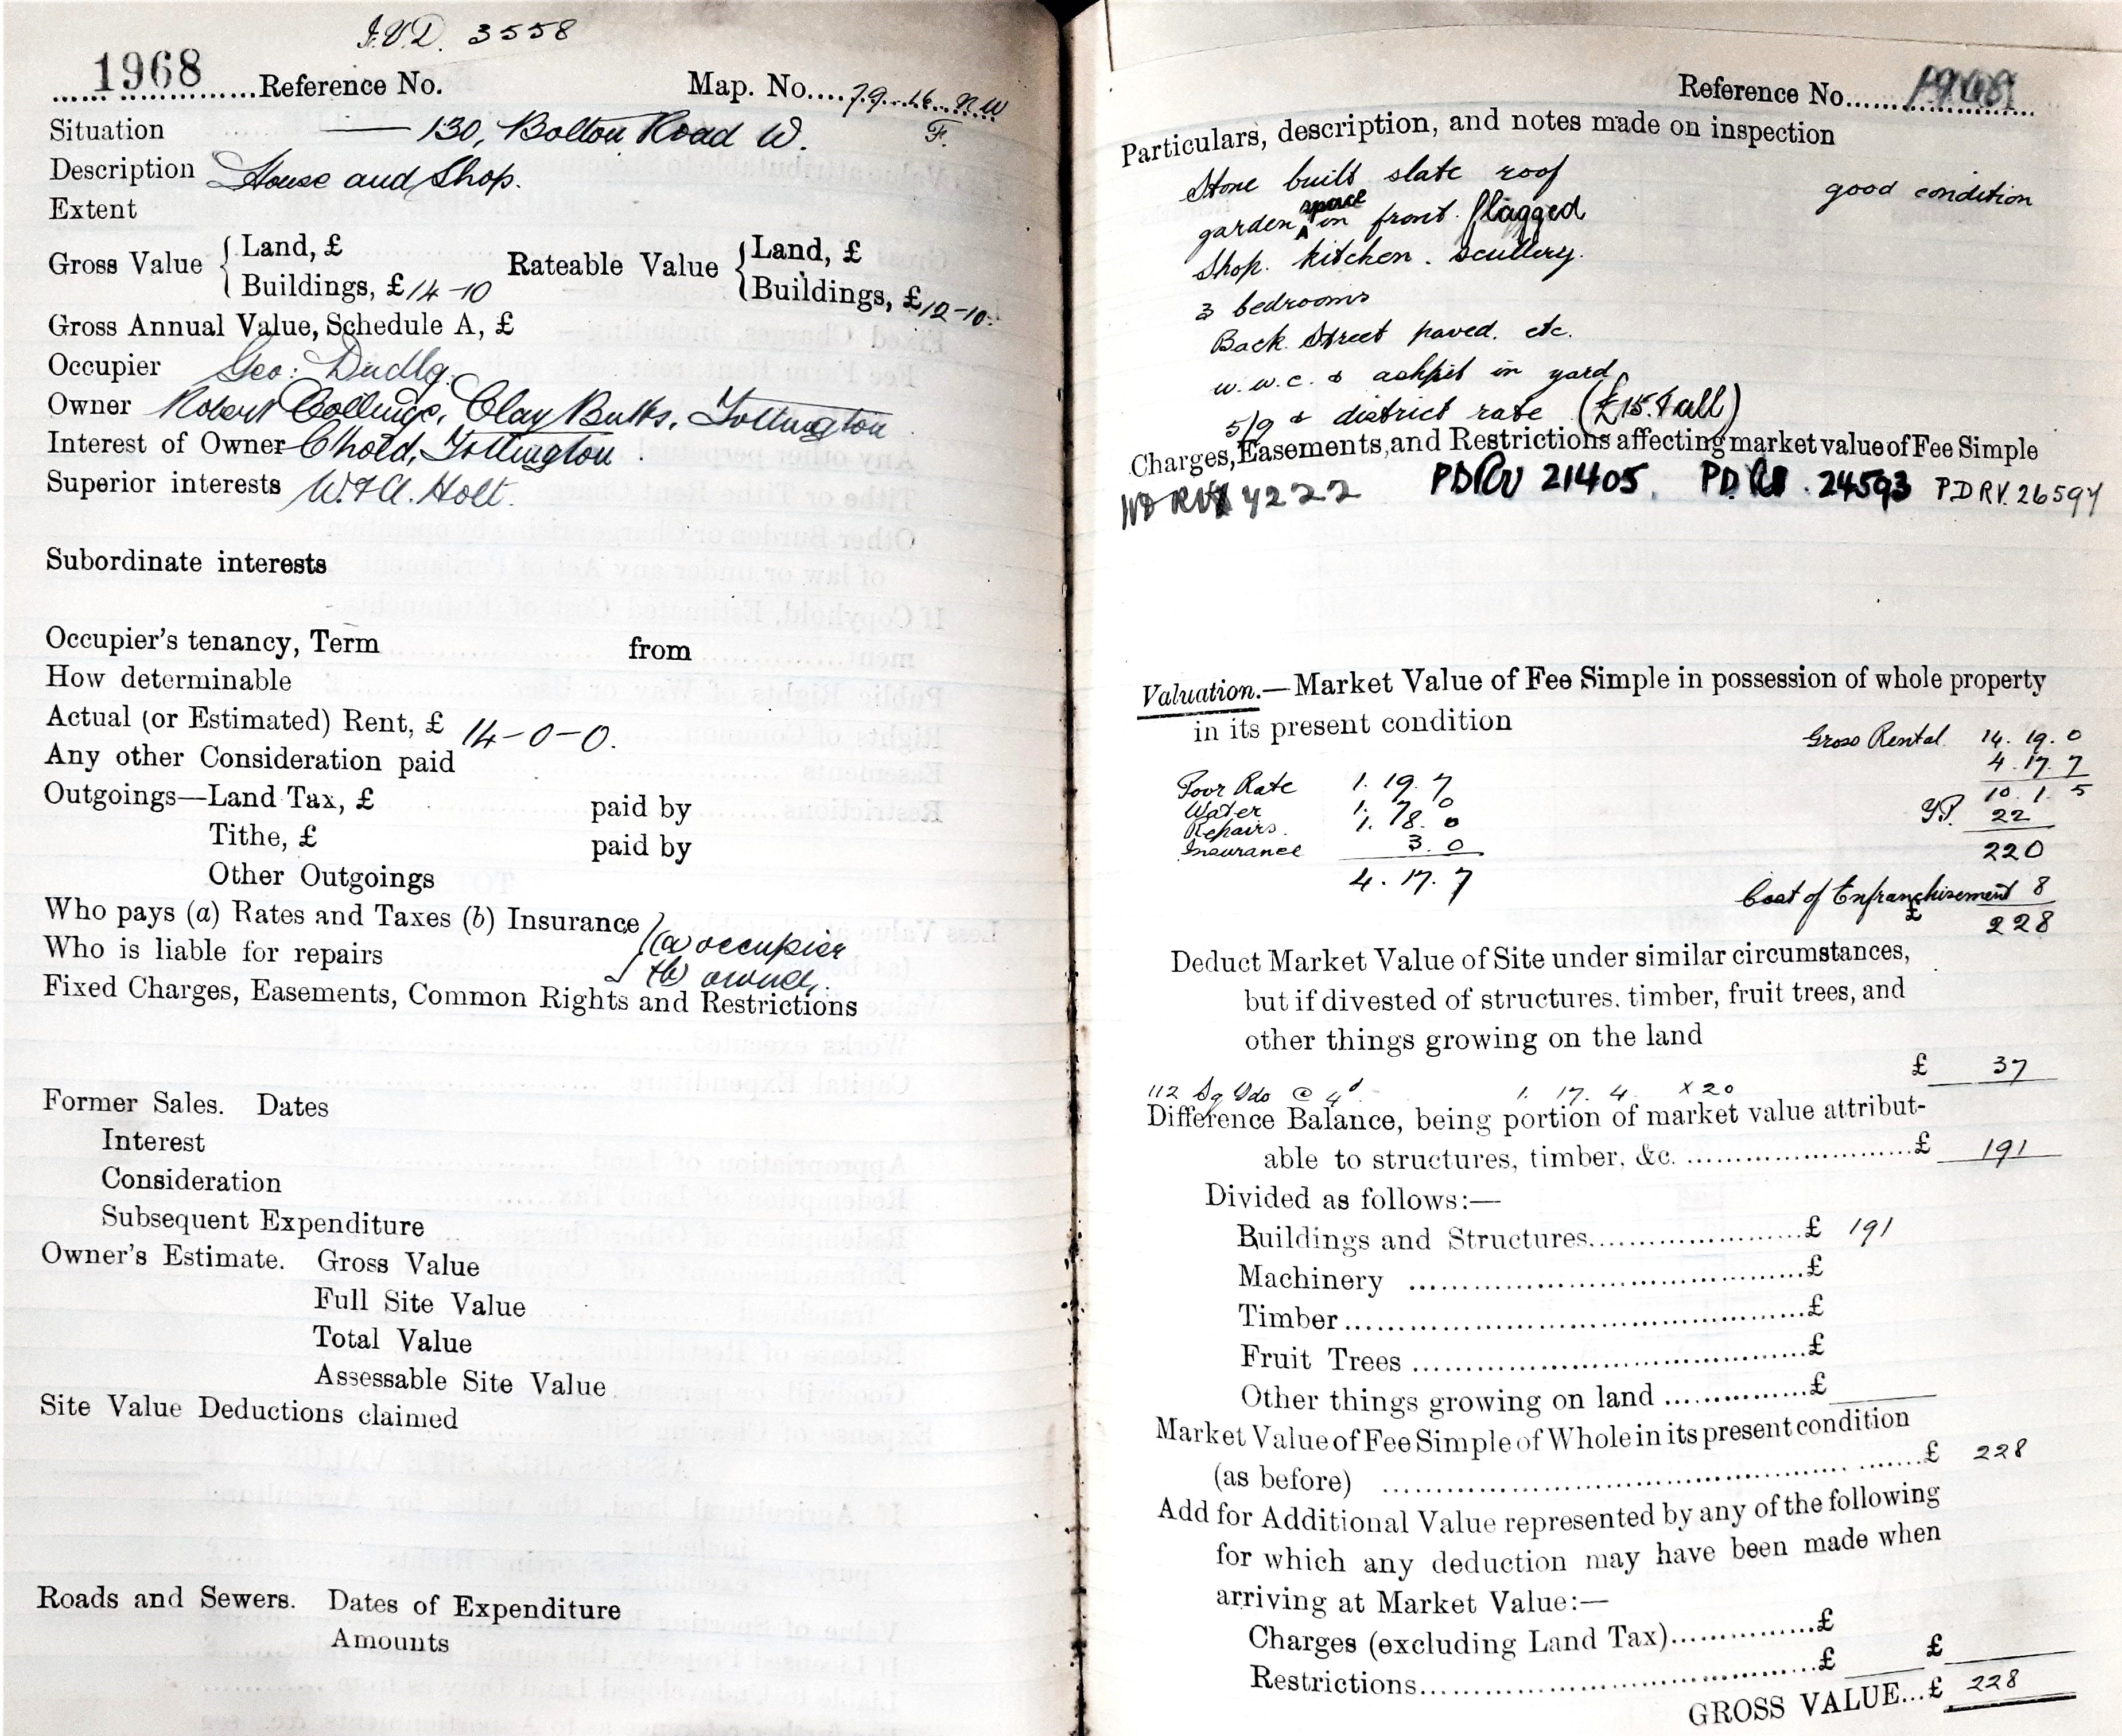 I.V.D. 3558
1968 Reference No. Map. No. 79.16. N W
F.
Situation — 130, Bolton Road W.
Description House and Shop.
Extent
Gross Value { Land, £ Rateable Value { Land, £
Buildings, £14-10 Buildings, £12-10.
Gross Annual Value, Schedule A, £
Occupier Geo: Dudlg.
Owner Robert Collinge, Clay Butts, Tottington
Interest of Owner Chold, Tottington.
Superior interests W. & A. Holt.
Subordinate interests
Occupier's tenancy, Term from
How determinable
Actual (or Estimated) Rent, £ 14-0-0.
Any other Consideration paid
Outgoings—Land Tax, £ paid by
Tithe, £ paid by
Other Outgoings
Who pays (a) Rates and Taxes (b) Insurance
Who is liable for repairs } (a) occupier
(b) owner.
Fixed Charges, Easements, Common Rights and Restrictions
Former Sales. Dates
Interest
Consideration
Subsequent Expenditure
Owner's Estimate. Gross Value
Full Site Value
Total Value
Assessable Site Value
Site Value Deductions claimed
Roads and Sewers. Dates of Expenditure
Amounts
Reference No. 1968
Particulars, description, and notes made on inspection
Stone built slate roof good condition
garden space in front. flagged
Shop. kitchen. scullery.
3 bedrooms
Back Street paved. etc.
w.w.c. & ashpit in yard
5/9 & district rate (£15.4 all)
Charges, Easements, and Restrictions affecting market value of Fee Simple
4222 PDRV 21405. PD RV. 24593 P.D RV. 26594
Valuation.—Market Value of Fee Simple in possession of whole property
in its present condition
Gross Rental 14. 19. 0
4. 17. 7
Poor Rate 1. 19. 7 10. 1. 5
Water 1. 0 Y.P. 22
Repairs. 1. 18. 0
Insurance 3. 0 220
4. 17. 7
Cost of Enfranchisement 8
£ 228
Deduct Market Value of Site under similar circumstances,
but if divested of structures, timber, fruit trees, and
other things growing on the land
£ 37
112 Sq Yds @ 4d. 1. 17. 4 x 20
Difference Balance, being portion of market value attribut-
able to structures, timber, &c. £ 191
Divided as follows:—
Buildings and Structures £ 191
Machinery £
Timber £
Fruit Trees £
Other things growing on land £
Market Value of Fee Simple of Whole in its present condition
(as before) £ 228
Add for Additional Value represented by any of the following
for which any deduction may have been made when
arriving at Market Value:—
Charges (excluding Land Tax) £
Restrictions £ £
GROSS VALUE...£ 228